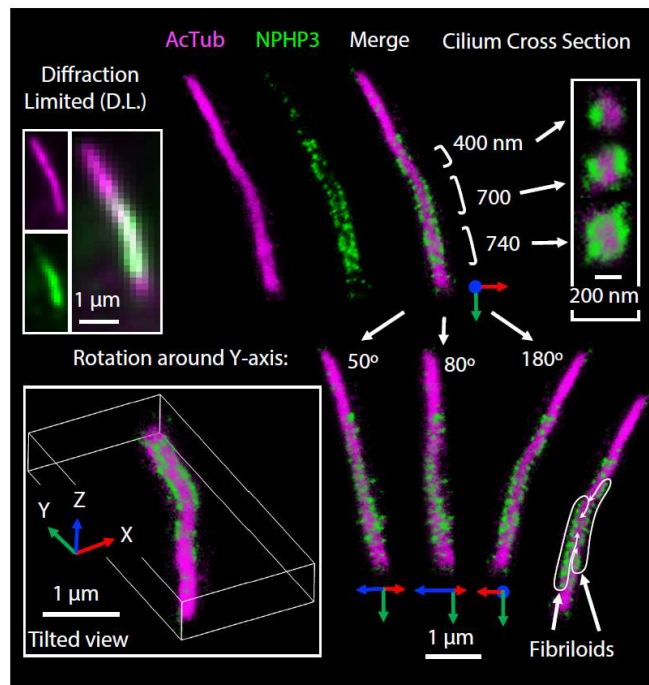 AcTub NPHP3 Merge Cilium Cross Section
Diffraction
Limited (D.L.)
400 nm
700
740
1 µm
200 nm
Rotation around Y-axis: 50º 80º 180º
Y Z X
1 µm
Tilted view
1 µm
Fibriloids